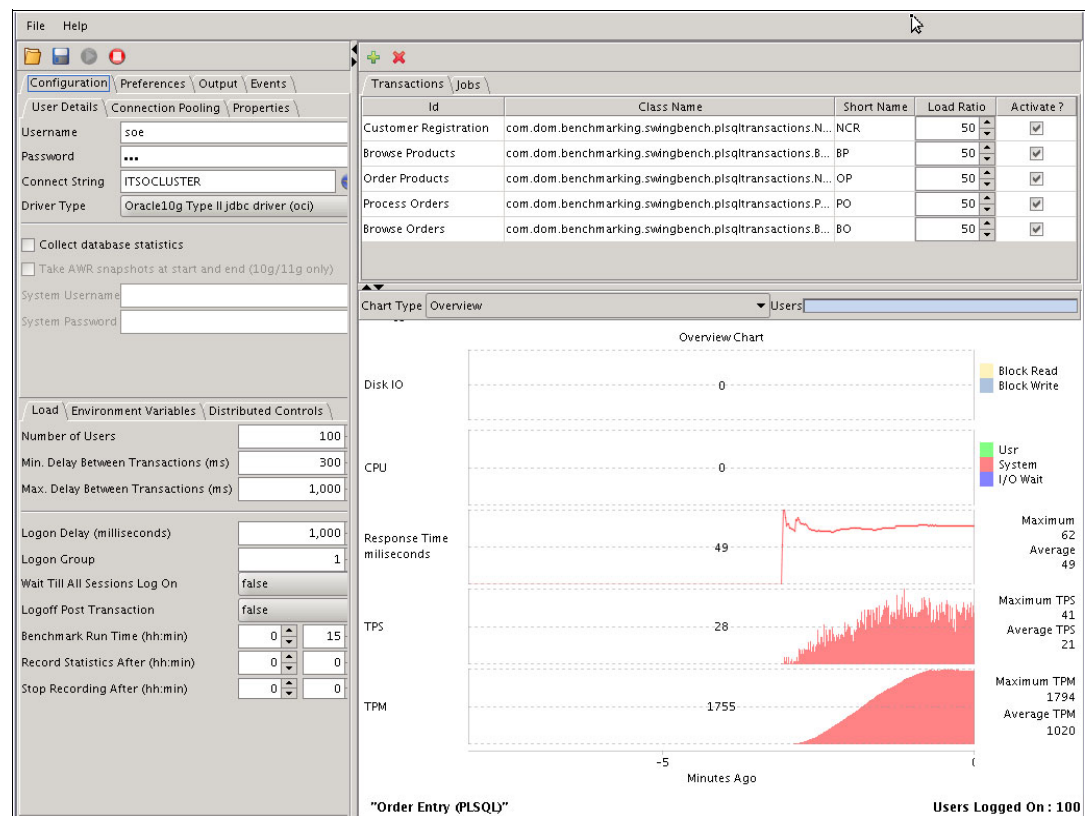 File Help
Configuration Preferences Output Events
User Details Connection Pooling Properties
Username soe
Password •••
Connect String ITSOCLUSTER
Driver Type Oracle10g Type II jdbc driver (oci)
Collect database statistics
Take AWR snapshots at start and end (10g/11g only)
System Username
System Password
Load Environment Variables Distributed Controls
Number of Users 100
Min. Delay Between Transactions (ms) 300
Max. Delay Between Transactions (ms) 1,000
Logon Delay (milliseconds) 1,000
Logon Group 1
Wait Till All Sessions Log On false
Logoff Post Transaction false
Benchmark Run Time (hh:min) 0 15
Record Statistics After (hh:min) 0 0
Stop Recording After (hh:min) 0 0
Transactions Jobs
Id Class Name Short Name Load Ratio Activate ?
Customer Registration com.dom.benchmarking.swingbench.plsqltransactions.N... NCR 50
Browse Products com.dom.benchmarking.swingbench.plsqltransactions.B... BP 50
Order Products com.dom.benchmarking.swingbench.plsqltransactions.N... OP 50
Process Orders com.dom.benchmarking.swingbench.plsqltransactions.P... PO 50
Browse Orders com.dom.benchmarking.swingbench.plsqltransactions.B... BO 50
Chart Type Overview Users
Overview Chart
Disk IO 0
Block Read
Block Write
CPU 0
Usr
System
I/O Wait
Response Time
miliseconds
49
Maximum
62
Average
49
TPS 28
Maximum TPS
41
Average TPS
21
TPM 1755
Maximum TPM
1794
Average TPM
1020
-5
Minutes Ago
"Order Entry (PLSQL)" Users Logged On : 100